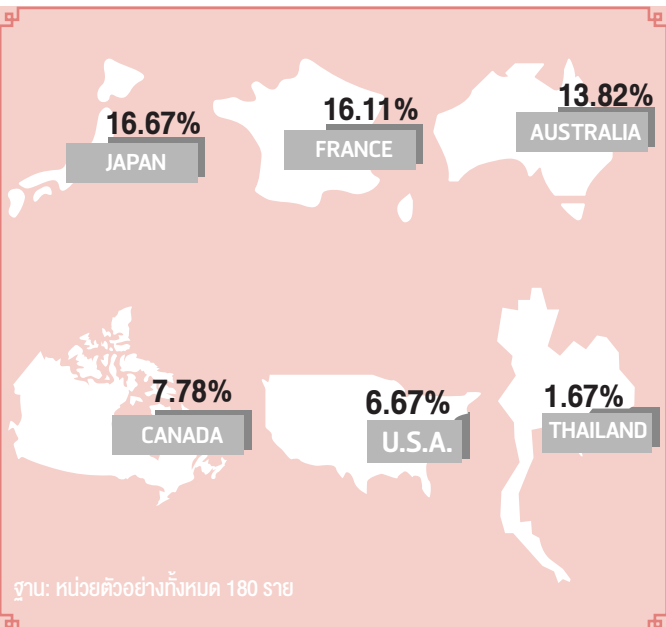 16.67%
JAPAN
16.11%
FRANCE
13.82%
AUSTRALIA
7.78%
CANADA
6.67%
U.S.A.
1.67%
THAILAND
ฐาน: หน่วยตัวอย่างทั้งหมด 180 ราย